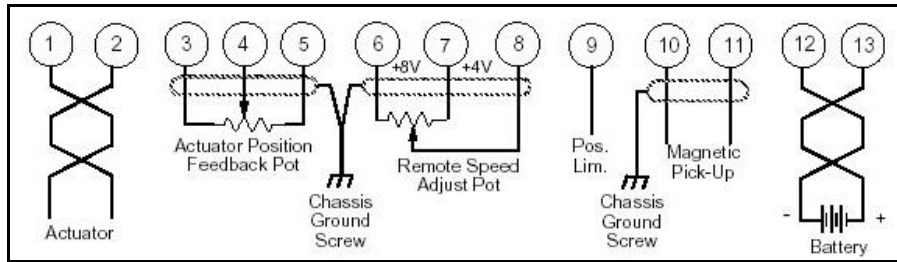 1 2 3 4 5 6 7 8 9 10 11 12 13
+8V +4V
Actuator Position
Feedback Pot
Remote Speed
Adjust Pot
Pos.
Lim.
Magnetic
Pick-Up
Chassis
Ground
Screw
Chassis
Ground
Screw
Actuator
- +
Battery